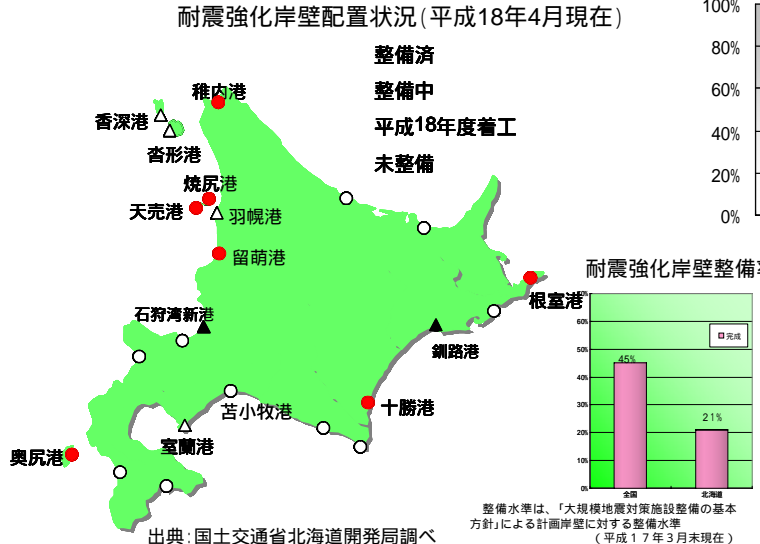 耐震強化岸壁配置状況(平成18年4月現在)
整備済
整備中
平成18年度着工
未整備
稚内港
香深港
沓形港
焼尻港
天売港
羽幌港
留萌港
石狩湾新港
根室港
釧路港
十勝港
苫小牧港
室蘭港
奥尻港
出典:国土交通省北海道開発局調べ
100%
80%
60%
40%
20%
0%
耐震強化岸壁整備率
完成
45%
21%
50%
40%
30%
20%
10%
0%
全国
北海道
整備水準は、「大規模地震対策施設整備の基本
方針」による計画岸壁に対する整備水準
(平成17年3月末現在)